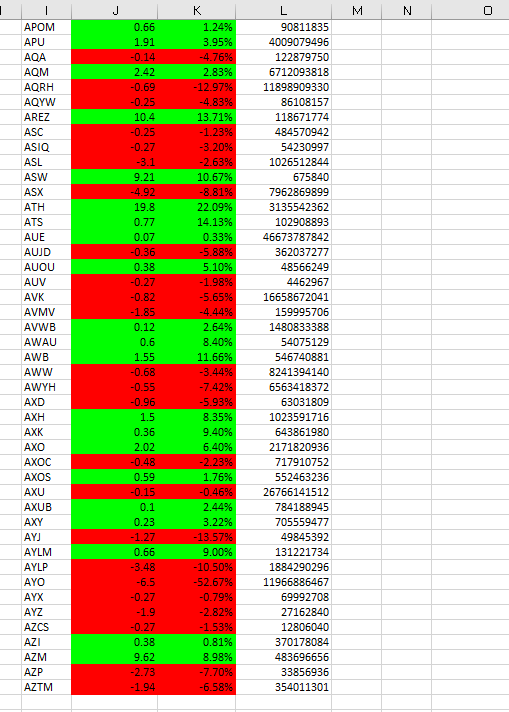 I J K L M N O
APOM 0.66 1.24% 90811835
APU 1.91 3.95% 4009079496
AQA -0.14 -4.76% 122879750
AQM 2.42 2.83% 6712093818
AQRH -0.69 -12.97% 11898909330
AQYW -0.25 -4.83% 86108157
AREZ 10.4 13.71% 118671774
ASC -0.25 -1.23% 484570942
ASIQ -0.27 -3.20% 54230997
ASL -3.1 -2.63% 1026512844
ASW 9.21 10.67% 675840
ASX -4.92 -8.81% 7962869899
ATH 19.8 22.09% 3135542362
ATS 0.77 14.13% 102908893
AUE 0.07 0.33% 46673787842
AUJD -0.36 -5.88% 362037277
AUOU 0.38 5.10% 48566249
AUV -0.27 -1.98% 4462967
AVK -0.82 -5.65% 16658672041
AVMV -1.85 -4.44% 159995706
AVWB 0.12 2.64% 1480833388
AWAU 0.6 8.40% 54075129
AWB 1.55 11.66% 546740881
AWW -0.68 -3.44% 8241394140
AWYH -0.55 -7.42% 6563418372
AXD -0.96 -5.93% 63031809
AXH 1.5 8.35% 1023591716
AXK 0.36 9.40% 643861980
AXO 2.02 6.40% 2171820936
AXOC -0.48 -2.23% 717910752
AXOS 0.59 1.76% 552463236
AXU -0.15 -0.46% 26766141512
AXUB 0.1 2.44% 784188945
AXY 0.23 3.22% 705559477
AYJ -1.27 -13.57% 49845392
AYLM 0.66 9.00% 131221734
AYLP -3.48 -10.50% 1884290296
AYO -6.5 -52.67% 11966886467
AYX -0.27 -0.79% 69992708
AYZ -1.9 -2.82% 27162840
AZCS -0.27 -1.53% 12806040
AZI 0.38 0.81% 370178084
AZM 9.62 8.98% 483696656
AZP -2.73 -7.70% 33856936
AZTM -1.94 -6.58% 354011301